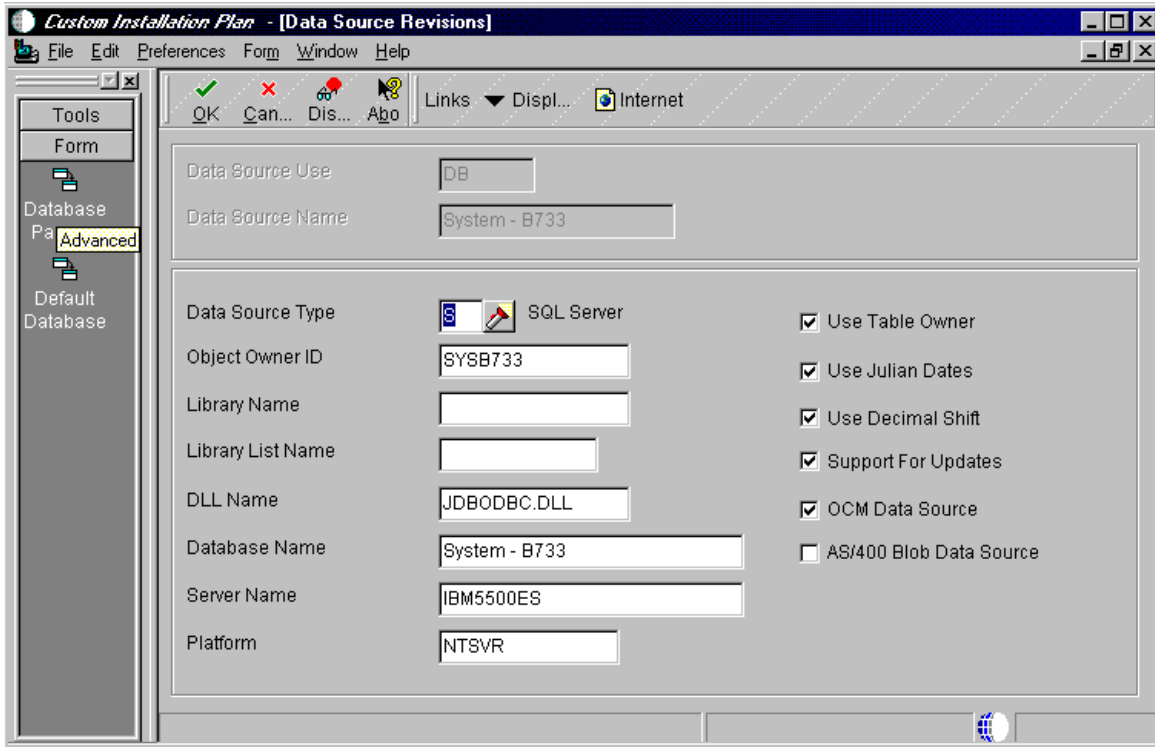 Custom Installation Plan - [Data Source Revisions]
File Edit Preferences Form Window Help
OK Can... Dis... Abo Links Displ... Internet
Tools
Form
Database
Pa
Advanced
Default
Database
Data Source Use DB
Data Source Name System - B733
Data Source Type S SQL Server
Use Table Owner
Object Owner ID SYSB733
Use Julian Dates
Library Name
Use Decimal Shift
Library List Name
Support For Updates
DLL Name JDBODBC.DLL
OCM Data Source
Database Name System - B733
AS/400 Blob Data Source
Server Name IBM5500ES
Platform NTSVR